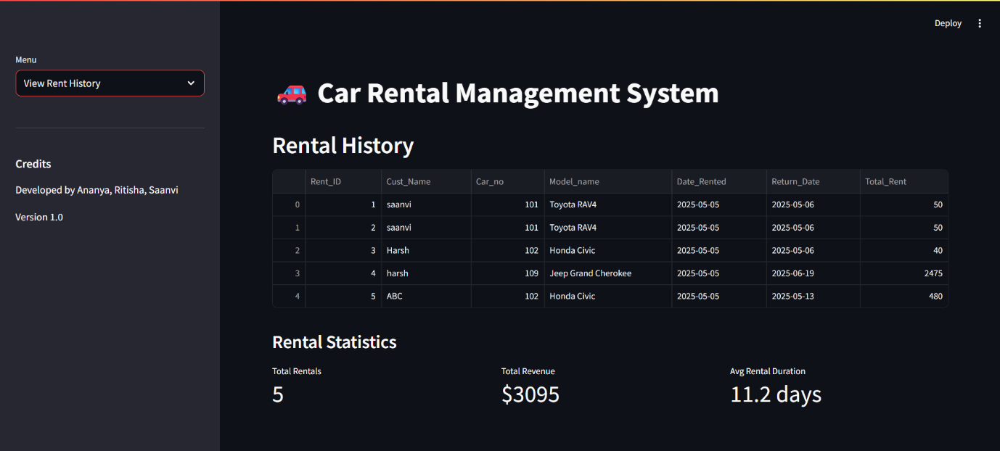 Deploy
Menu
View Rent History
Credits
Developed by Ananya, Ritisha, Saanvi
Version 1.0
🚗 Car Rental Management System
Rental History
Rent_ID Cust_Name Car_no Model_name Date_Rented Return_Date Total_Rent
0 1 saanvi 101 Toyota RAV4 2025-05-05 2025-05-06 50
1 2 saanvi 101 Toyota RAV4 2025-05-05 2025-05-06 50
2 3 Harsh 102 Honda Civic 2025-05-05 2025-05-06 40
3 4 harsh 109 Jeep Grand Cherokee 2025-05-05 2025-06-19 2475
4 5 ABC 102 Honda Civic 2025-05-05 2025-05-13 480
Rental Statistics
Total Rentals Total Revenue Avg Rental Duration
5 $3095 11.2 days